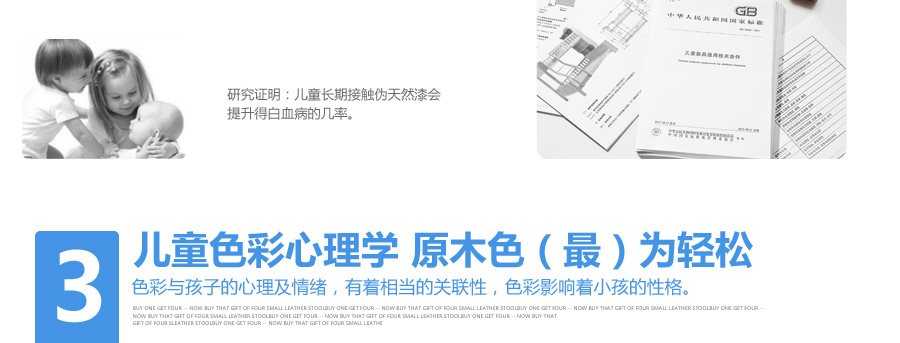 GB
中华人民共和国国家标准
儿童家具通用技术条件
研究证明：儿童长期接触伪天然漆会
提升得白血病的几率。
3
儿童色彩心理学 原木色（最）为轻松
色彩与孩子的心理及情绪，有着相当的关联性，色彩影响着小孩的性格。
BUY ONE GET FOUR -- NOW BUY THAT GIFT OF FOUR SMALL LEATHER STOOLBUY ONE GET FOUR -- NOW BUY THAT GIFT OF FOUR SMALL LEATHER STOOLBUY ONE GET FOUR -- NOW BUY THAT GIFT OF FOUR SMALL LEATHER STOOLBUY ONE GET FOUR --
NOW BUY THAT GIFT OF FOUR SMALL LEATHER STOOLBUY ONE GET FOUR -- NOW BUY THAT GIFT OF FOUR SMALL LEATHER STOOLBUY ONE GET FOUR -- NOW BUY THAT
GIFT OF FOUR SLEATHER STOOLBUY ONE GET FOUR -- NOW BUY THAT GIFT OF FOUR SMALL LEATHE